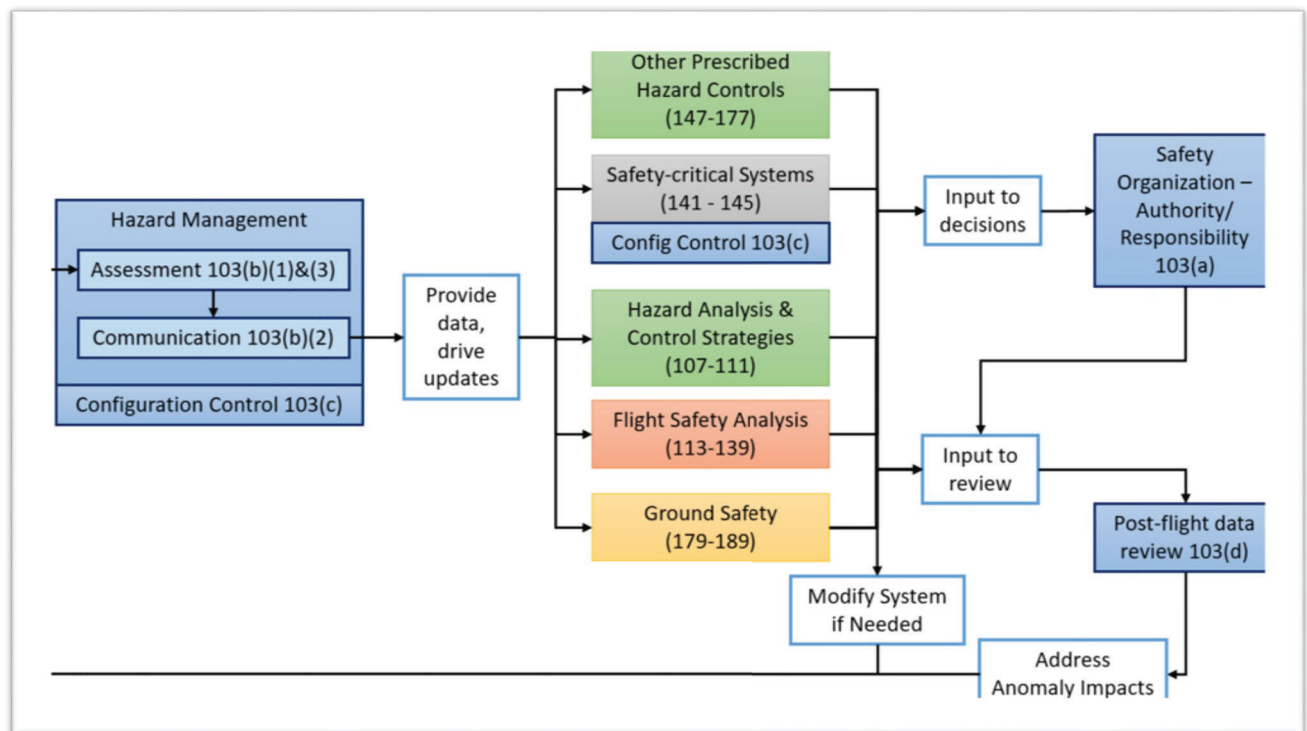 Hazard Management
Assessment 103(b)(1)&(3)
Communication 103(b)(2)
Configuration Control 103(c)
Provide
data,
drive
updates
Other Prescribed
Hazard Controls
(147-177)
Safety-critical Systems
(141 - 145)
Config Control 103(c)
Hazard Analysis &
Control Strategies
(107-111)
Flight Safety Analysis
(113-139)
Ground Safety
(179-189)
Input to
decisions
Safety
Organization –
Authority/
Responsibility
103(a)
Input to
review
Post-flight data
review 103(d)
Modify System
if Needed
Address
Anomaly Impacts